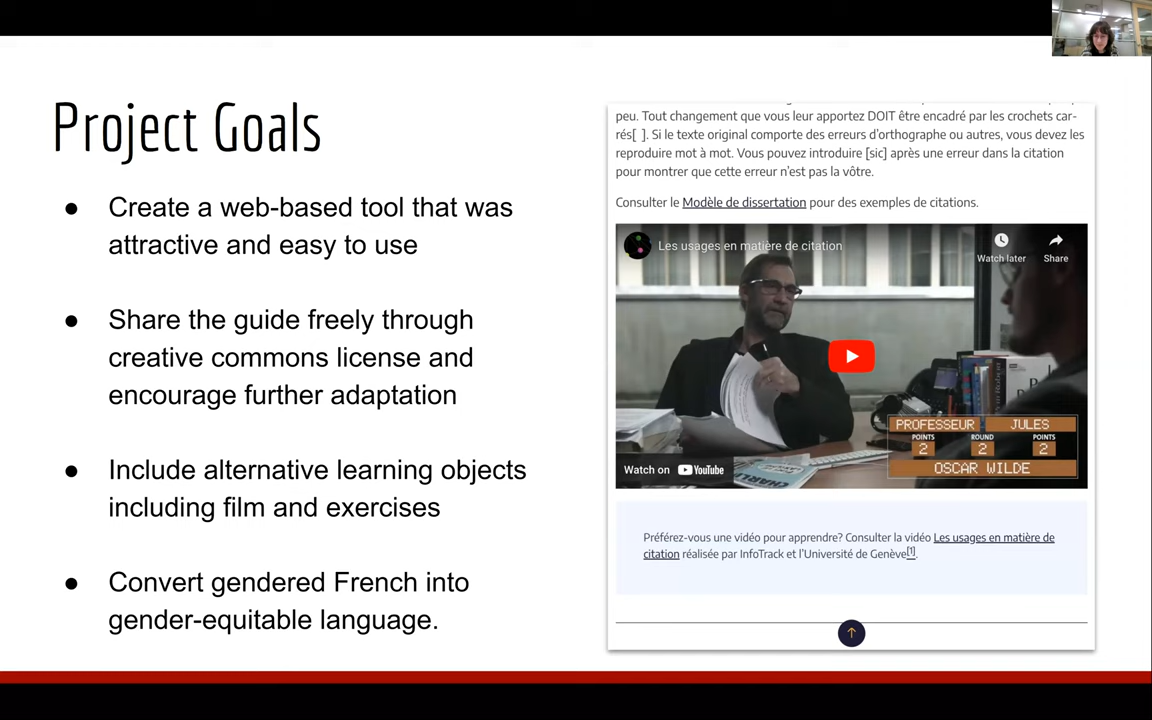 Project Goals
● Create a web-based tool that was
attractive and easy to use
● Share the guide freely through
creative commons license and
encourage further adaptation
● Include alternative learning objects
including film and exercises
● Convert gendered French into
gender-equitable language.
peu. Tout changement que vous leur apportez DOIT être encadré par les crochets car-
rés[ ]. Si le texte original comporte des erreurs d’orthographe ou autres, vous devez les
reproduire mot à mot. Vous pouvez introduire [sic] après une erreur dans la citation
pour montrer que cette erreur n’est pas la vôtre.
Consulter le Modèle de dissertation pour des exemples de citations.
Les usages en matière de citation
Watch later
Share
PROFESSEUR JULES
POINTS ROUND POINTS
2 2 2
OSCAR WILDE
Watch on YouTube
Préférez-vous une vidéo pour apprendre? Consulter la vidéo Les usages en matière de
citation réalisée par InfoTrack et l’Université de Genève[1].